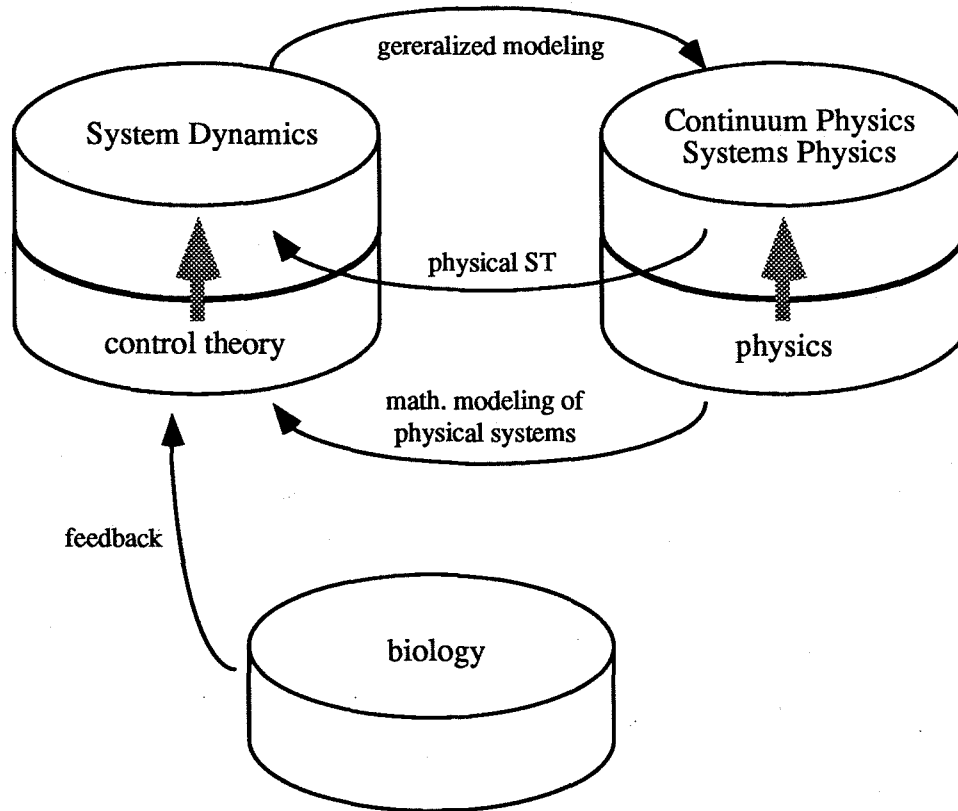 gereralized modeling
System Dynamics
Continuum Physics
Systems Physics
physical ST
control theory
physics
math. modeling of
physical systems
feedback
biology